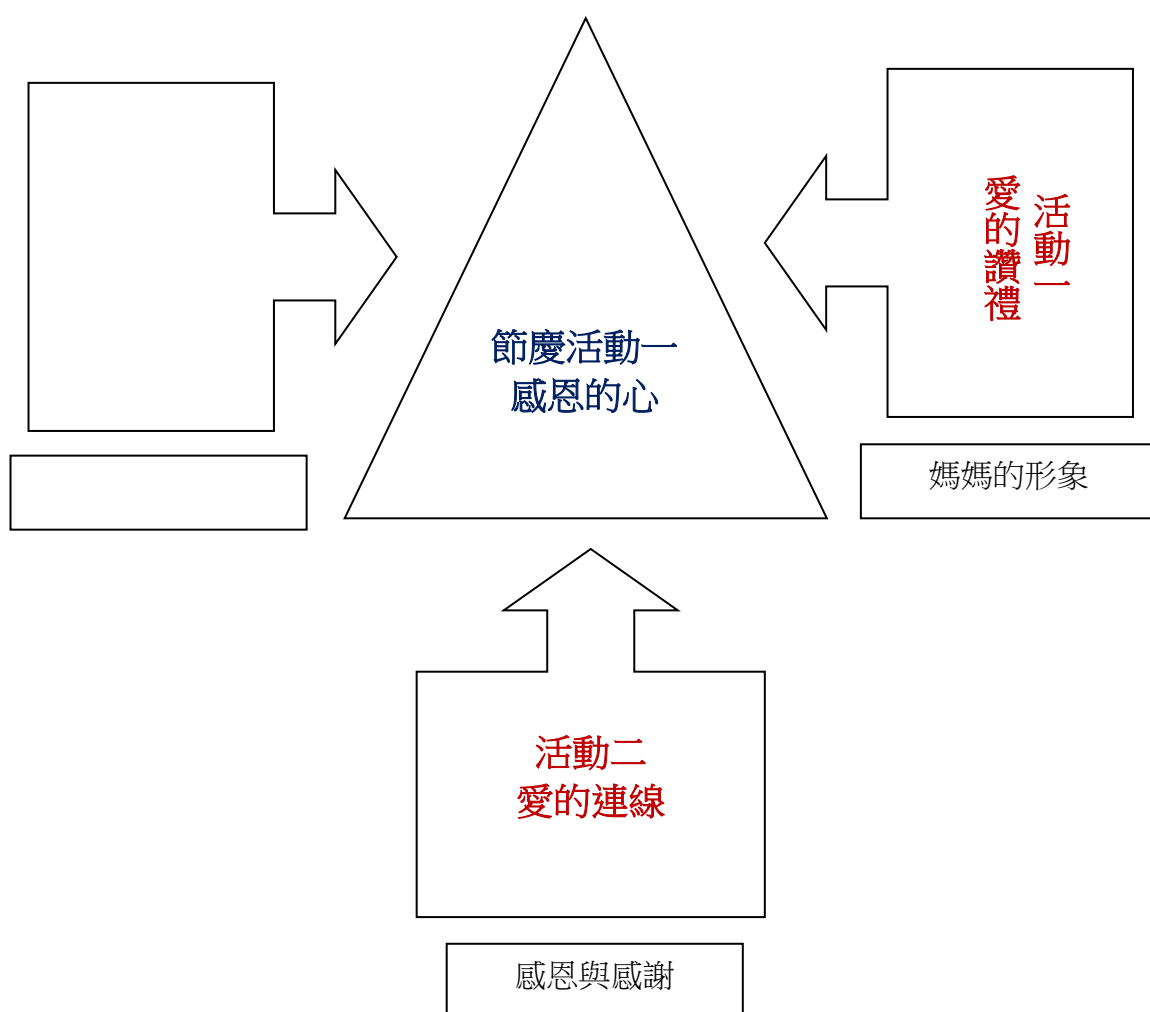 節慶活動一
感恩的心
活動一
愛的讚禮
媽媽的形象
活動二
愛的連線
感恩與感謝